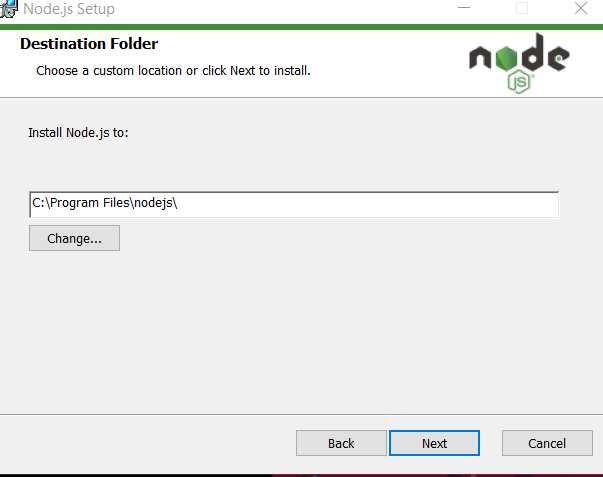 Node.js Setup
Destination Folder
Choose a custom location or click Next to install.
node
JS
Install Node.js to:
C:\Program Files\nodejs\
Change...
Back
Next
Cancel